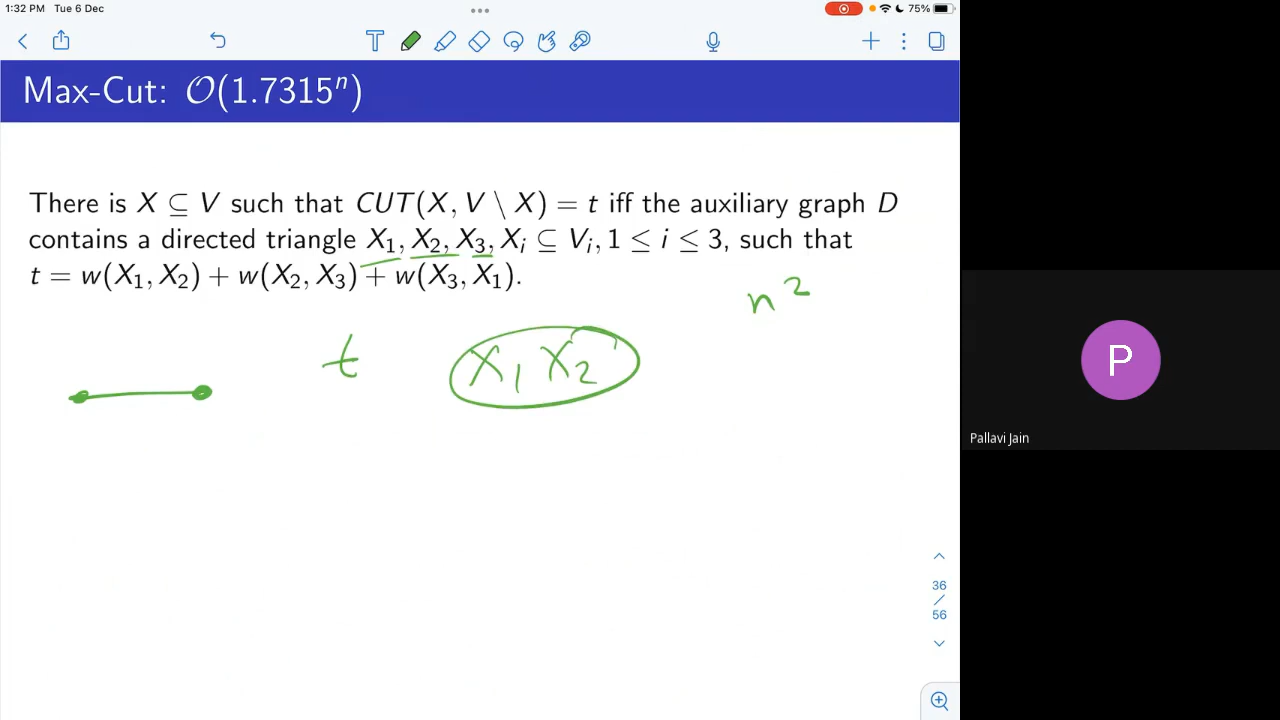 1:32 PM Tue 6 Dec
75%
Max-Cut: 𝒪(1.7315ⁿ)
There is X ⊆ V such that CUT(X, V \ X) = t iff the auxiliary graph D
contains a directed triangle X₁, X₂, X₃, Xᵢ ⊆ Vᵢ, 1 ≤ i ≤ 3, such that
t = w(X₁, X₂) + w(X₂, X₃) + w(X₃, X₁).
n²
t X₁ X₂
P
Pallavi Jain
36
/
56